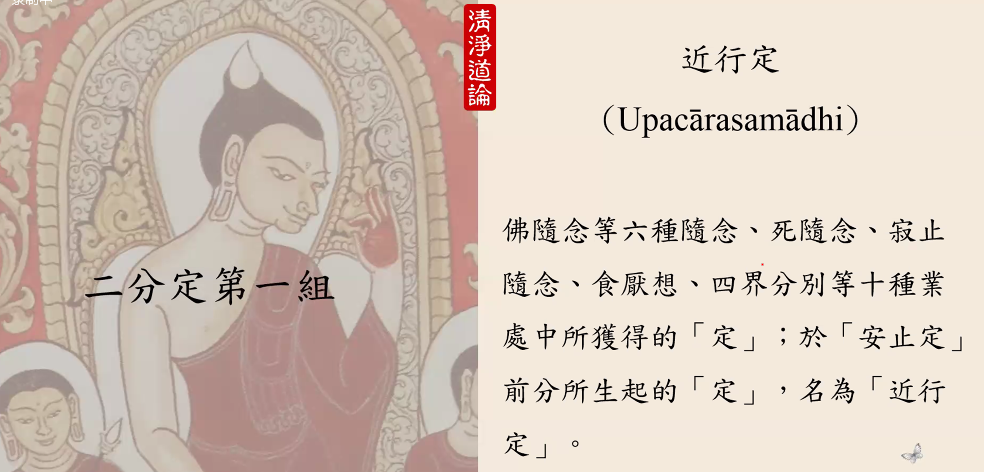 清淨道論
二分定第一組
近行定
（Upacārasamādhi）
佛隨念等六種隨念、死隨念、寂止
隨念、食厭想、四界分別等十種業
處中所獲得的「定」；於「安止定」
前分所生起的「定」，名為「近行
定」。